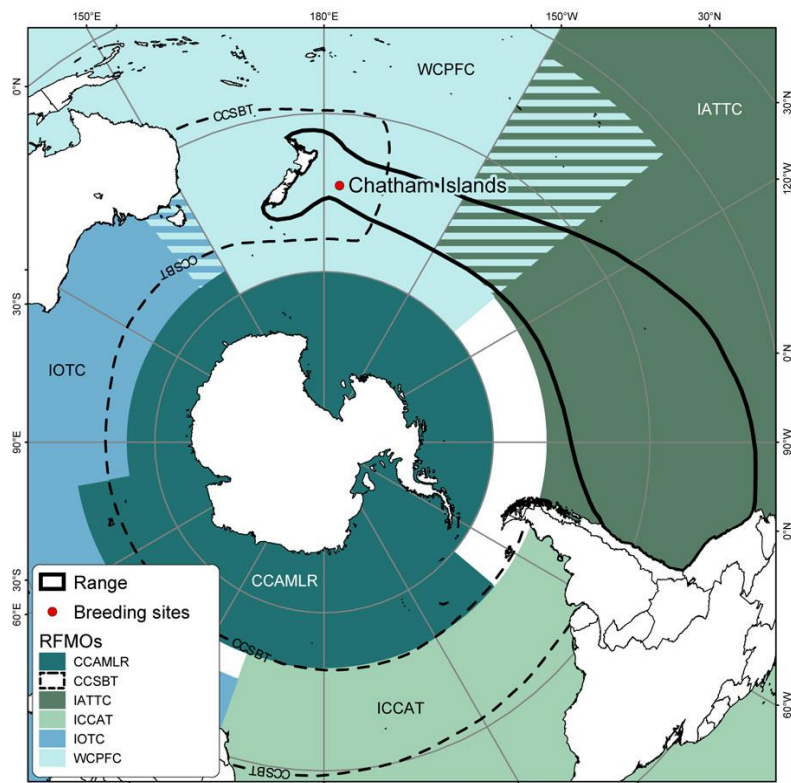 150°E
180°E
150°W
30°N
WCPFC
0°N
CCSBT
IATTC
30°N
120°W
Chatham Islands
CCSBT
30°S
0°N
IOTC
90°E
90°W
0°N
CCAMLR
30°S
60°E
Range
Breeding sites
RFMOs
CCAMLR
CCSBT
IATTC
ICCAT
IOTC
WCPFC
CCSBT
ICCAT
60°W
CCSBT